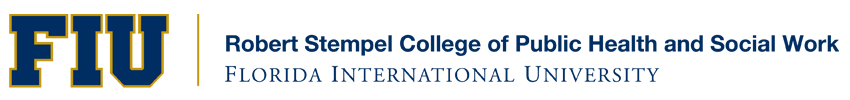 FIU
Robert Stempel College of Public Health and Social Work
FLORIDA INTERNATIONAL UNIVERSITY